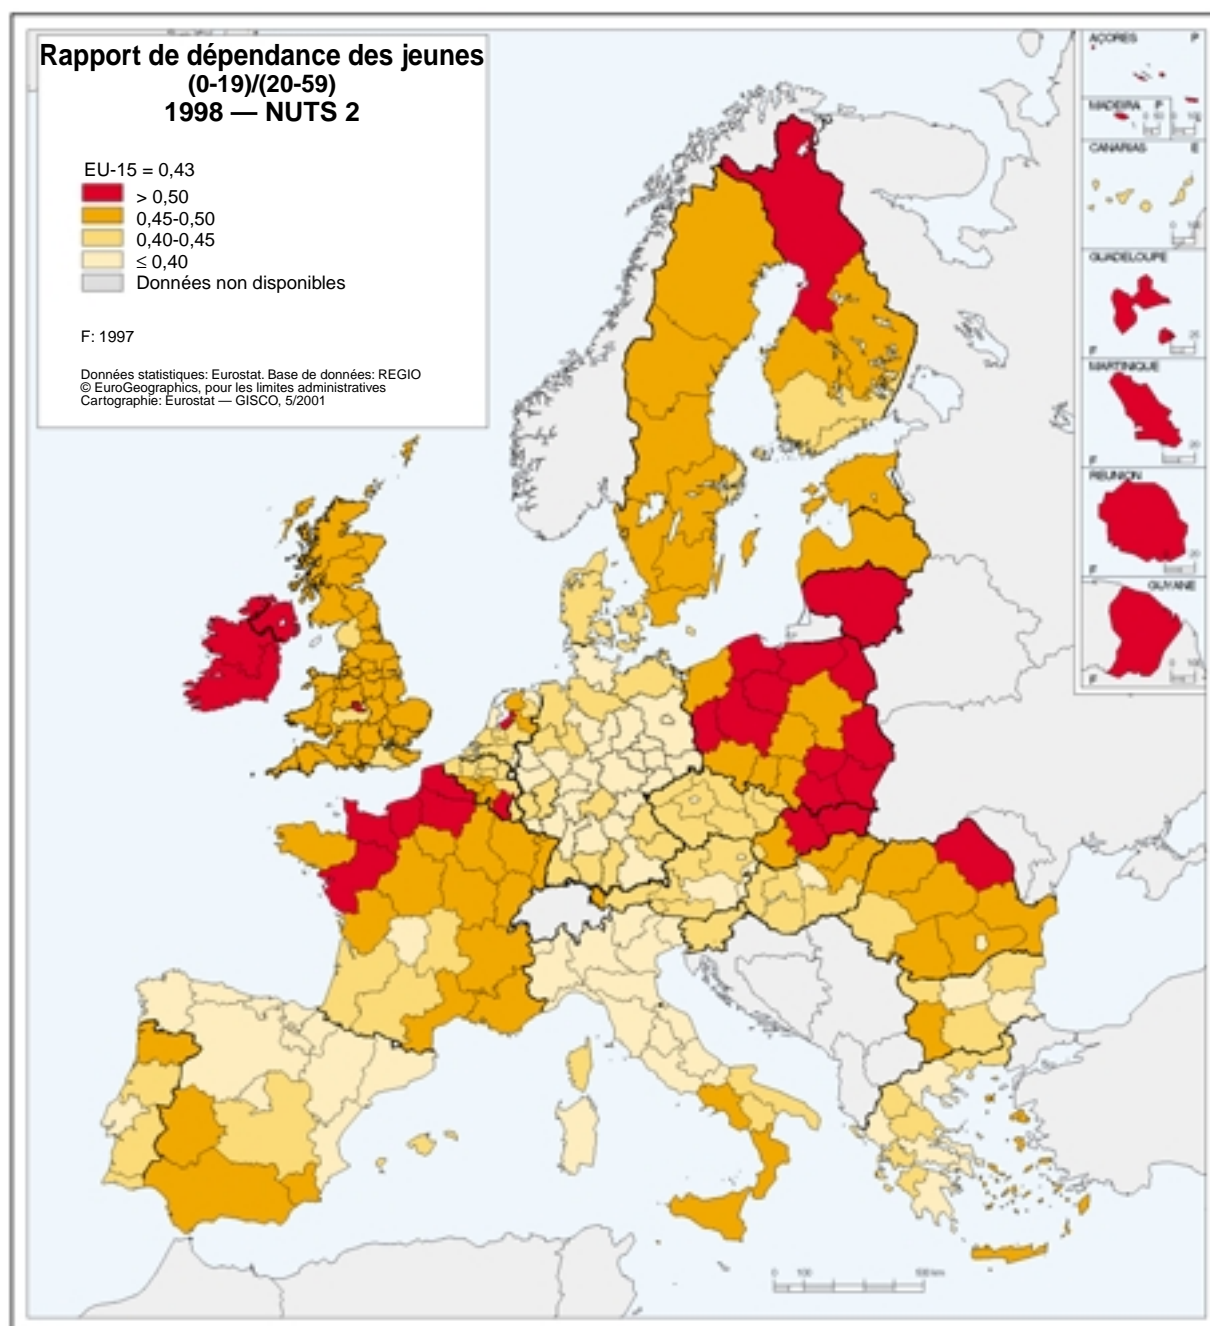 Rapport de dépendance des jeunes
(0-19)/(20-59)
1998 — NUTS 2
EU-15 = 0,43
> 0,50
0,45-0,50
0,40-0,45
≤ 0,40
Données non disponibles
F: 1997
Données statistiques: Eurostat. Base de données: REGIO
© EuroGeographics, pour les limites administratives
Cartographie: Eurostat — GISCO, 5/2001
AÇORES P
MADEIRA P
CANARIAS E
GUADELOUPE
F
MARTINIQUE
F
REUNION
F
GUYANE
F
0 100